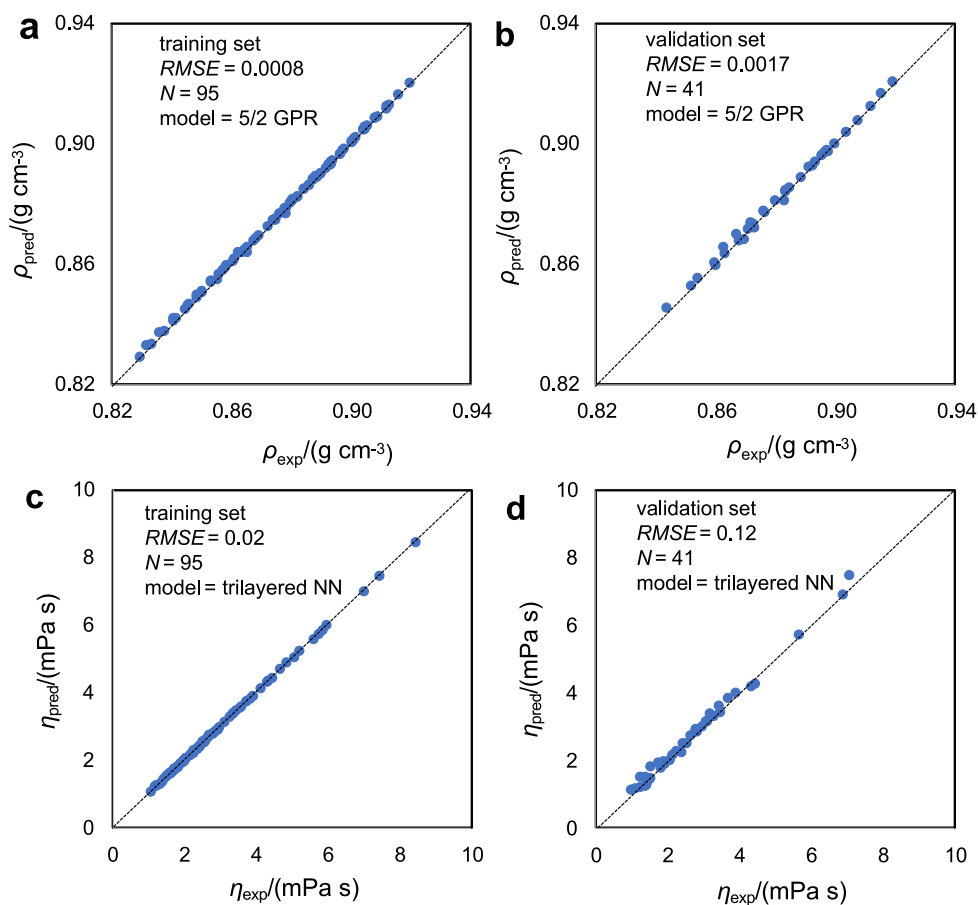 a
training set
RMSE = 0.0008
N = 95
model = 5/2 GPR
0.94
0.90
0.86
0.82
ρpred/(g cm-3)
0.82 0.86 0.90 0.94
ρexp/(g cm-3)
b
validation set
RMSE = 0.0017
N = 41
model = 5/2 GPR
0.94
0.90
0.86
0.82
ρpred/(g cm-3)
0.82 0.86 0.90 0.94
ρexp/(g cm-3)
c
training set
RMSE = 0.02
N = 95
model = trilayered NN
10
8
6
4
2
0
ηpred/(mPa s)
0 2 4 6 8 10
ηexp/(mPa s)
d
validation set
RMSE = 0.12
N = 41
model = trilayered NN
10
8
6
4
2
0
ηpred/(mPa s)
0 2 4 6 8 10
ηexp/(mPa s)